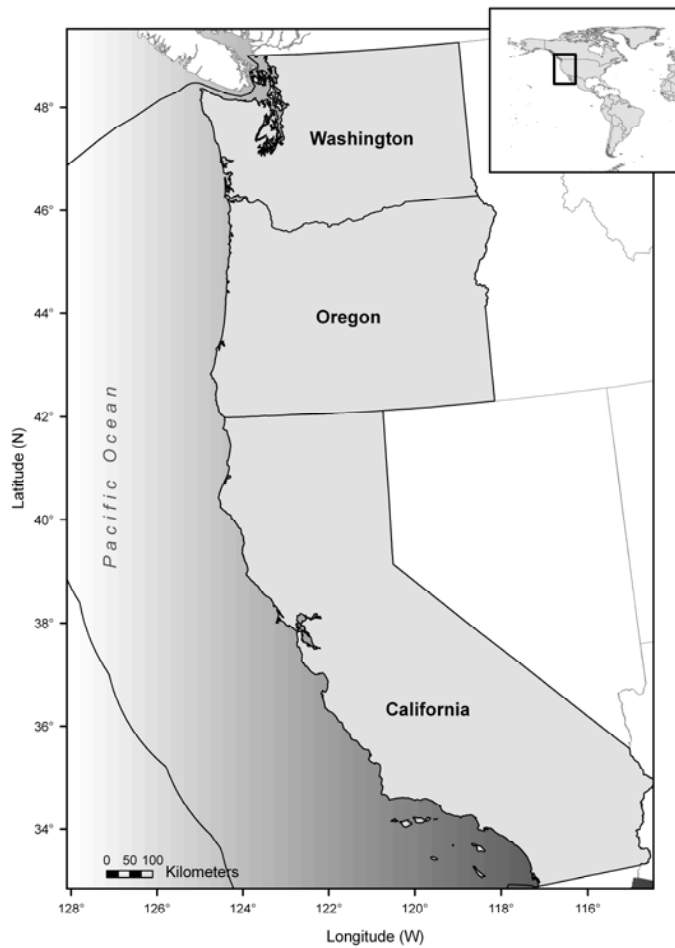 48°
Washington
46°
44°
Oregon
42°
Latitude (N)
Pacific Ocean
40°
38°
36°
California
34°
0 50 100
Kilometers
128° 126° 124° 122° 120° 118° 116°
Longitude (W)